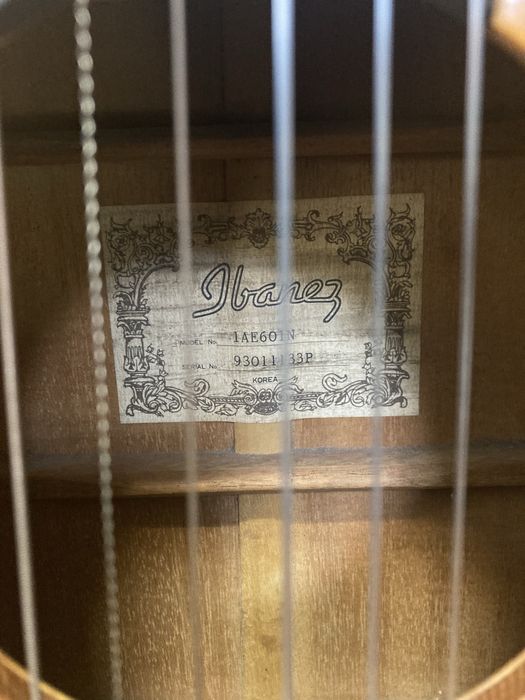 Ibanez
MODEL No. 1AE601N
SERIAL No.
KOREA